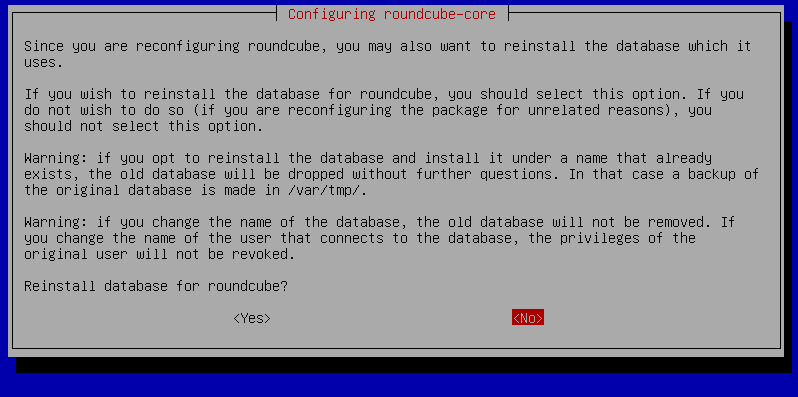 Configuring roundcube-core
Since you are reconfiguring roundcube, you may also want to reinstall the database which it
uses.
If you wish to reinstall the database for roundcube, you should select this option. If you
do not wish to do so (if you are reconfiguring the package for unrelated reasons), you
should not select this option.
Warning: if you opt to reinstall the database and install it under a name that already
exists, the old database will be dropped without further questions. In that case a backup of
the original database is made in /var/tmp/.
Warning: if you change the name of the database, the old database will not be removed. If
you change the name of the user that connects to the database, the privileges of the
original user will not be revoked.
Reinstall database for roundcube?
<Yes> <No>